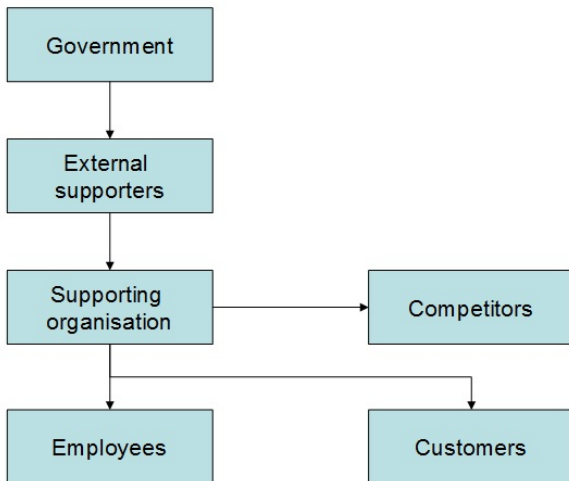 Government
External
supporters
Supporting
organisation
Competitors
Employees
Customers